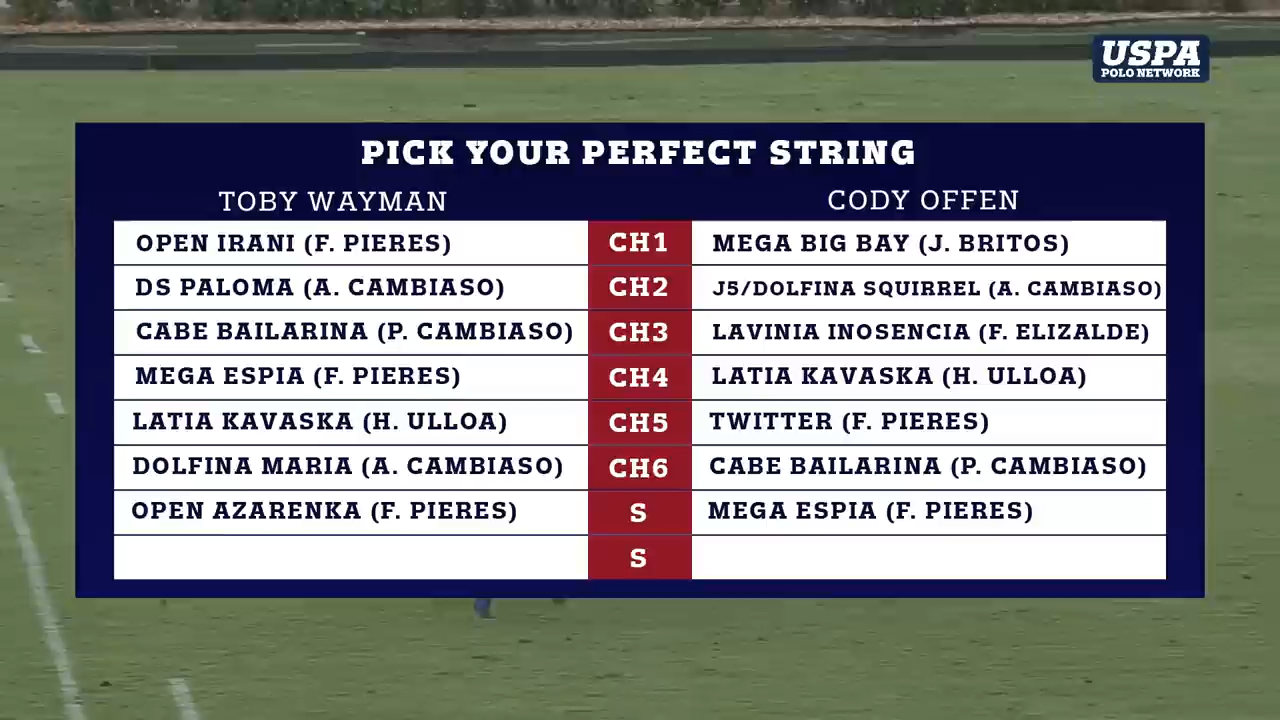 USPA
POLO NETWORK
PICK YOUR PERFECT STRING
TOBY WAYMAN CODY OFFEN
OPEN IRANI (F. PIERES) CH1 MEGA BIG BAY (J. BRITOS)
DS PALOMA (A. CAMBIASO) CH2 J5/DOLFINA SQUIRREL (A. CAMBIASO)
CABE BAILARINA (P. CAMBIASO) CH3 LAVINIA INOSENCIA (F. ELIZALDE)
MEGA ESPIA (F. PIERES) CH4 LATIA KAVASKA (H. ULLOA)
LATIA KAVASKA (H. ULLOA) CH5 TWITTER (F. PIERES)
DOLFINA MARIA (A. CAMBIASO) CH6 CABE BAILARINA (P. CAMBIASO)
OPEN AZARENKA (F. PIERES) S MEGA ESPIA (F. PIERES)
S